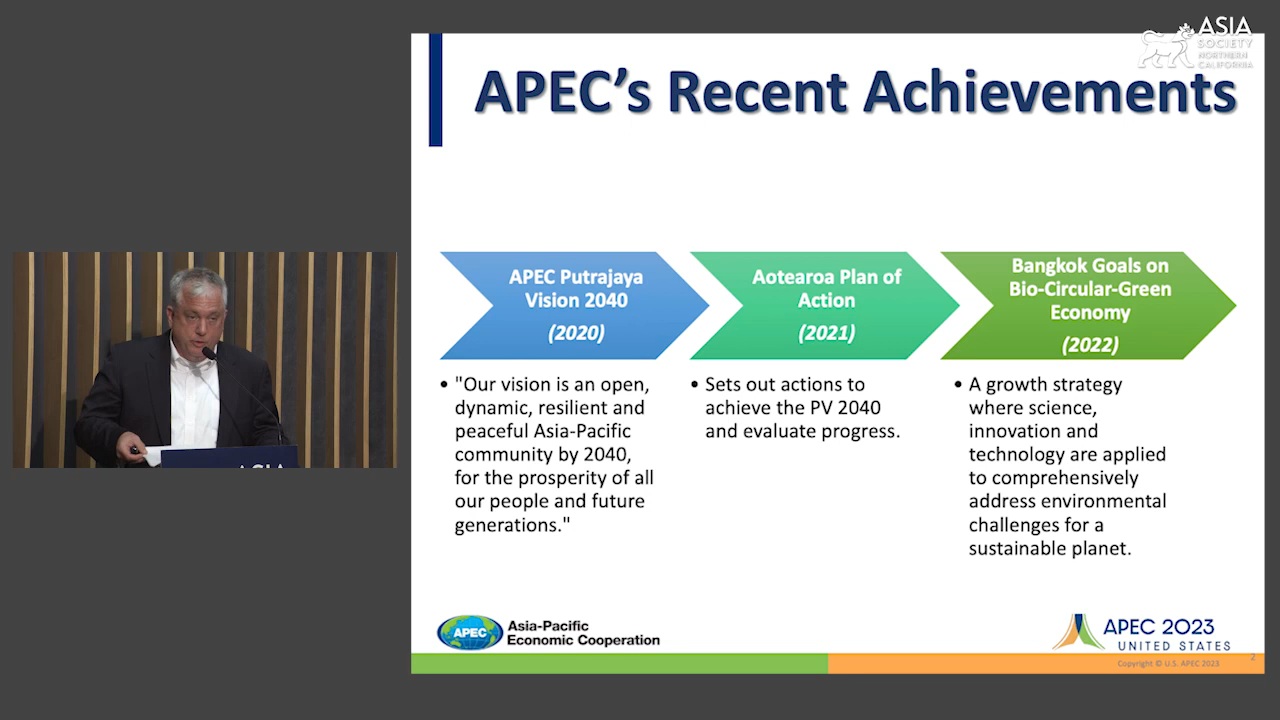 ASIA
SOCIETY
NORTHERN
CALIFORNIA
APEC's Recent Achievements
APEC Putrajaya
Vision 2040
(2020)
• "Our vision is an open,
dynamic, resilient and
peaceful Asia-Pacific
community by 2040,
for the prosperity of all
our people and future
generations."
Aotearoa Plan of
Action
(2021)
• Sets out actions to
achieve the PV 2040
and evaluate progress.
Bangkok Goals on
Bio-Circular-Green
Economy
(2022)
• A growth strategy
where science,
innovation and
technology are applied
to comprehensively
address environmental
challenges for a
sustainable planet.
ASIA
APEC
Asia-Pacific
Economic Cooperation
APEC 2023
UNITED STATES
Copyright © U.S. APEC 2023
2